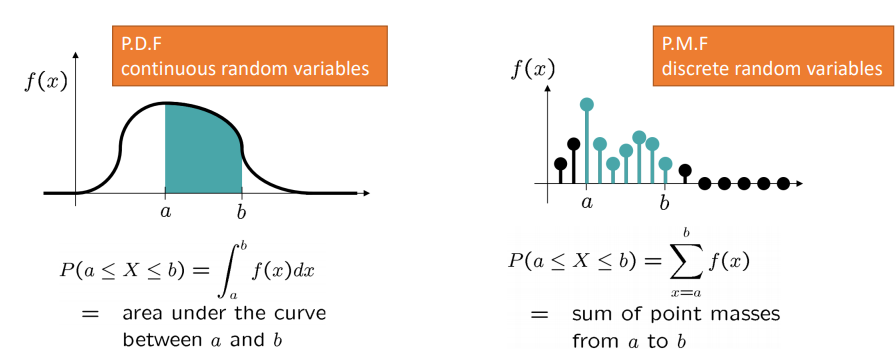 P.D.F
continuous random variables
f(x)
a
b
P(a ≤ X ≤ b) = ∫_a^b f(x)dx
= area under the curve
between a and b
P.M.F
discrete random variables
f(x)
a
b
P(a ≤ X ≤ b) = ∑_{x=a}^b f(x)
= sum of point masses
from a to b